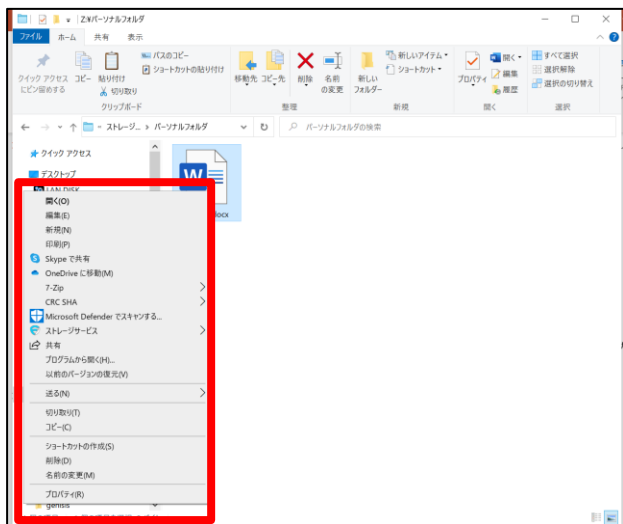 Z:¥パーソナルフォルダ
ファイル ホーム 共有 表示
クイック アクセス
にピン留めする
コピー
貼り付け
パスのコピー
ショートカットの貼り付け
切り取り
クリップボード
移動先 コピー先 削除
名前
の変更
整理
新しい
フォルダー
新しいアイテム
ショートカット
新規
プロパティ
開く
編集
履歴
開く
すべて選択
選択解除
選択の切り替え
選択
ストレージ... パーソナルフォルダ
パーソナルフォルダの検索
クイック アクセス
デスクトップ
LAN DISK
W
ocx
開く(O)
編集(E)
新規(N)
印刷(P)
Skype で共有
OneDrive に移動(M)
7-Zip
CRC SHA
Microsoft Defender でスキャンする...
ストレージサービス
共有
プログラムから開く(H)...
以前のバージョンの復元(V)
送る(N)
切り取り(T)
コピー(C)
ショートカットの作成(S)
削除(D)
名前の変更(M)
プロパティ(R)
genisis